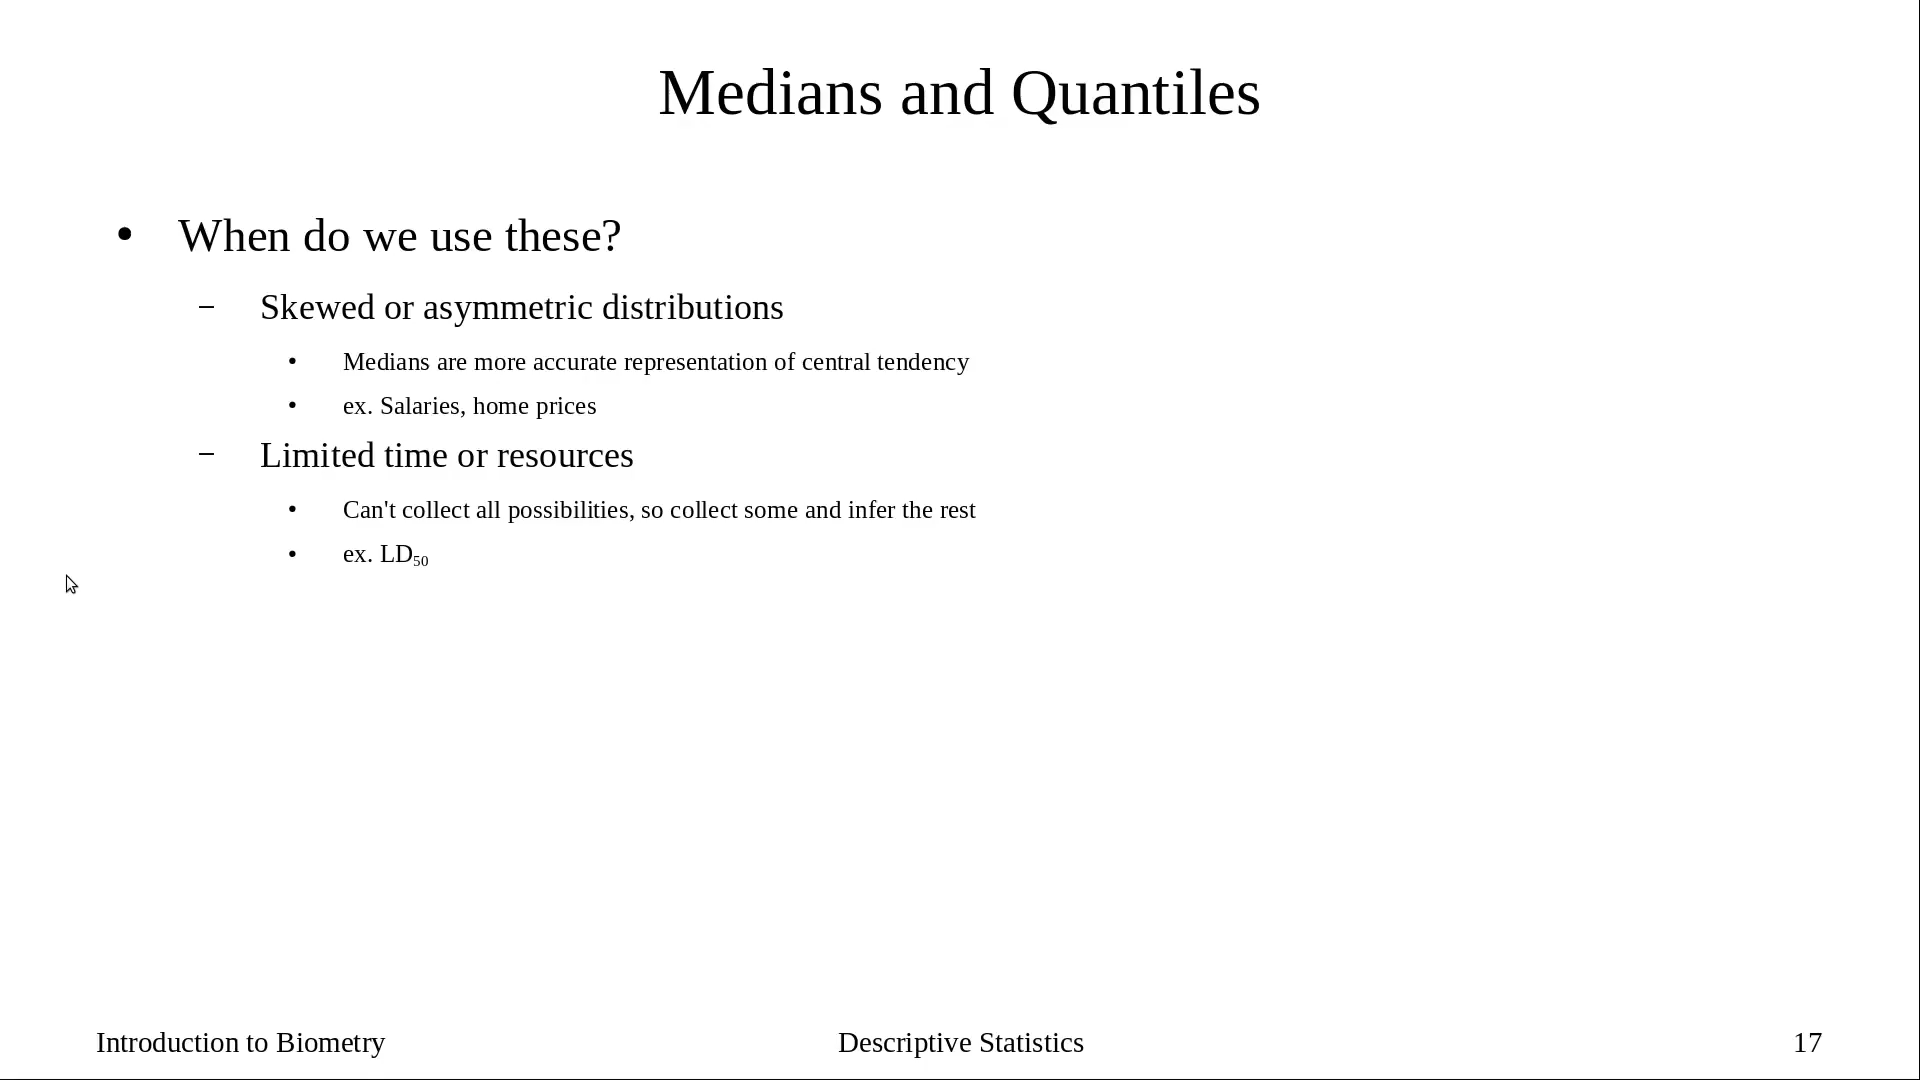 Medians and Quantiles
• When do we use these?
– Skewed or asymmetric distributions
• Medians are more accurate representation of central tendency
• ex. Salaries, home prices
– Limited time or resources
• Can't collect all possibilities, so collect some and infer the rest
• ex. LD₅₀
Introduction to Biometry
Descriptive Statistics
17